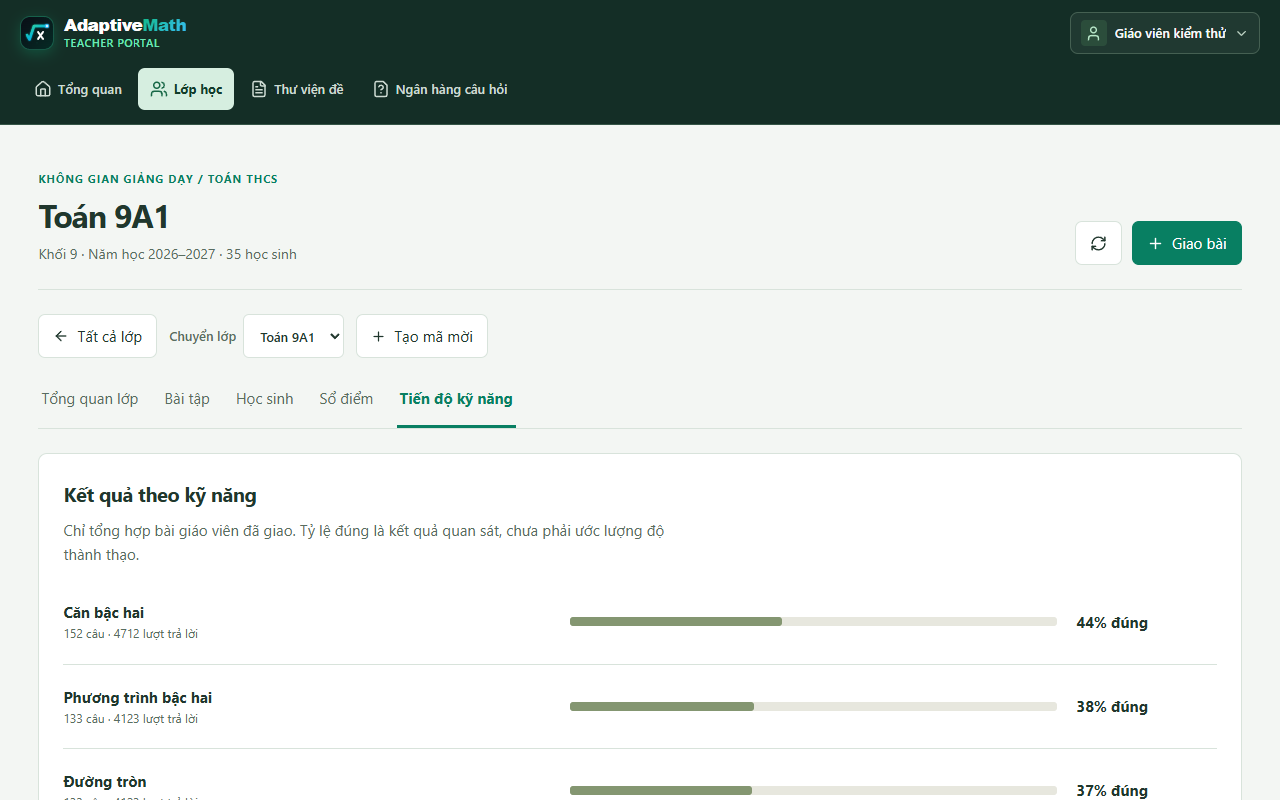 AdaptiveMath
TEACHER PORTAL
Giáo viên kiểm thử
Tổng quan
Lớp học
Thư viện đề
Ngân hàng câu hỏi
KHÔNG GIAN GIẢNG DẠY / TOÁN THCS
Toán 9A1
Khối 9 · Năm học 2026–2027 · 35 học sinh
Giao bài
Tất cả lớp
Chuyển lớp
Toán 9A1
Tạo mã mời
Tổng quan lớp
Bài tập
Học sinh
Sổ điểm
Tiến độ kỹ năng
Kết quả theo kỹ năng
Chỉ tổng hợp bài giáo viên đã giao. Tỷ lệ đúng là kết quả quan sát, chưa phải ước lượng độ
thành thạo.
Căn bậc hai
152 câu · 4712 lượt trả lời
44% đúng
Phương trình bậc hai
133 câu · 4123 lượt trả lời
38% đúng
Đường tròn
37% đúng